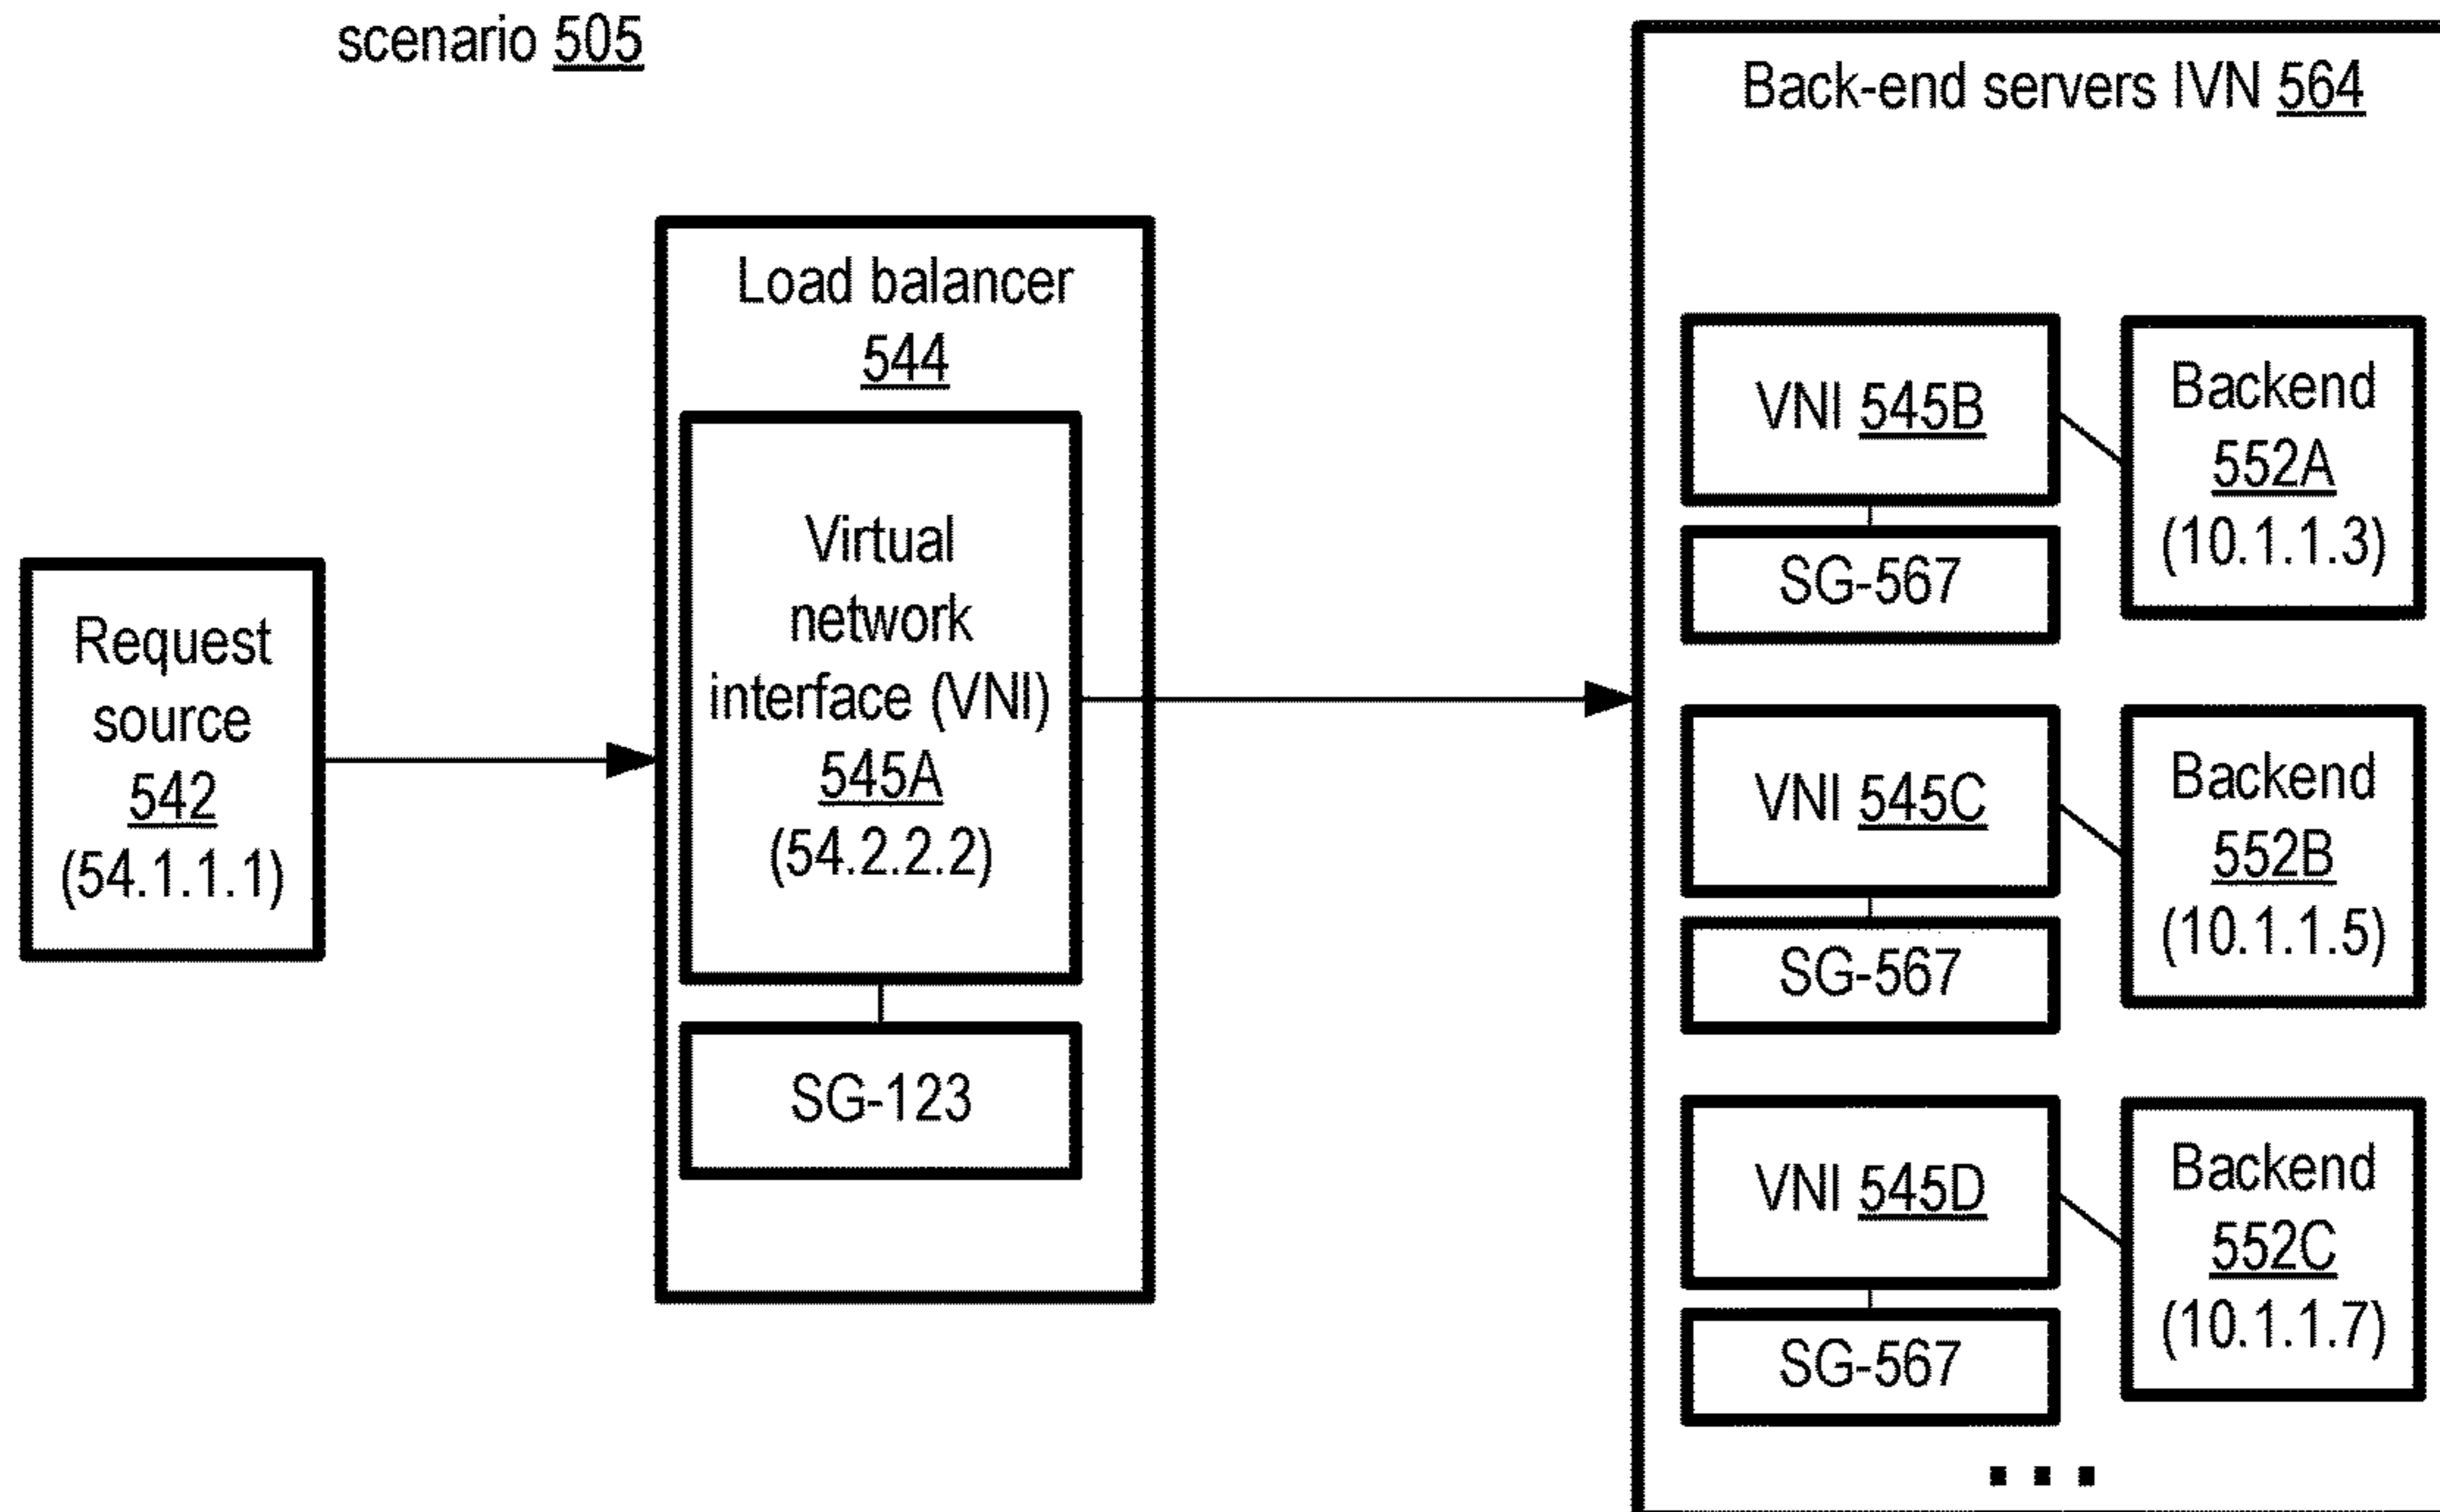 scenario 505
Request
source
542
(54.1.1.1)
Load balancer
544
Virtual
network
interface (VNI)
545A
(54.2.2.2)
SG-123
Back-end servers IVN 564
VNI 545B
SG-567
Backend
552A
(10.1.1.3)
VNI 545C
SG-567
Backend
552B
(10.1.1.5)
VNI 545D
SG-567
Backend
552C
(10.1.1.7)
...